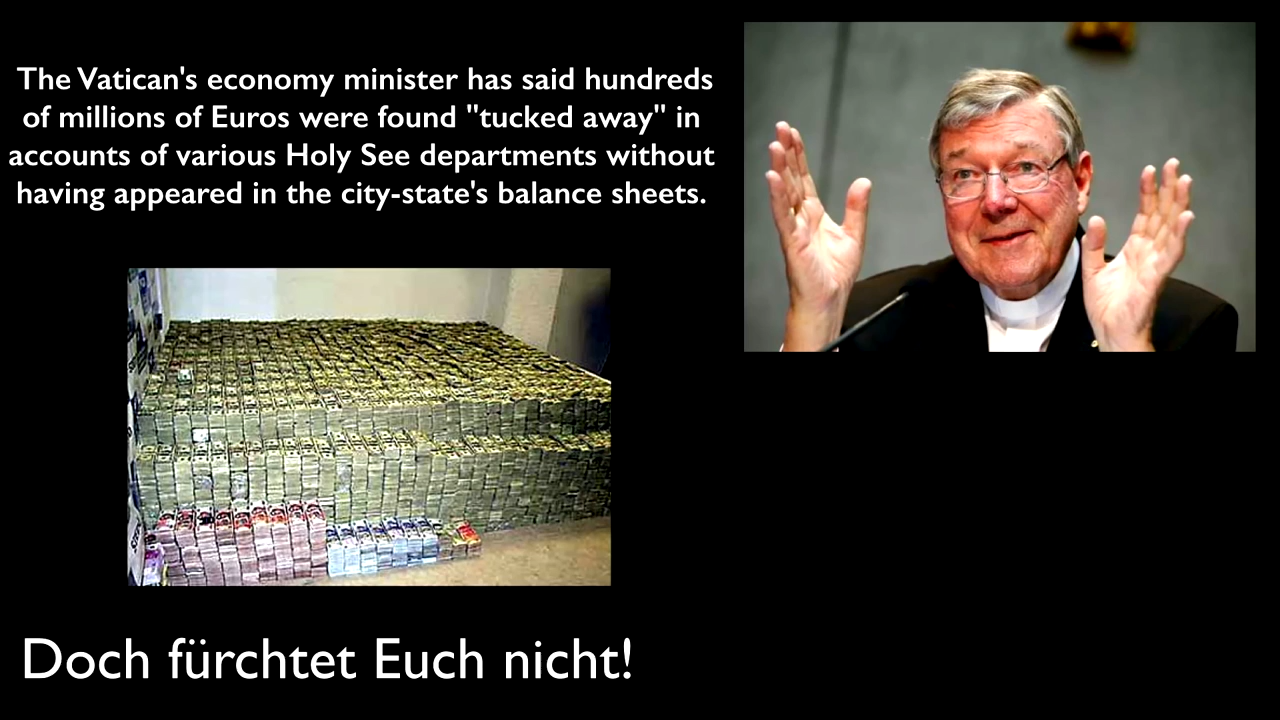 The Vatican's economy minister has said hundreds
of millions of Euros were found "tucked away" in
accounts of various Holy See departments without
having appeared in the city-state's balance sheets.
Doch fürchtet Euch nicht!